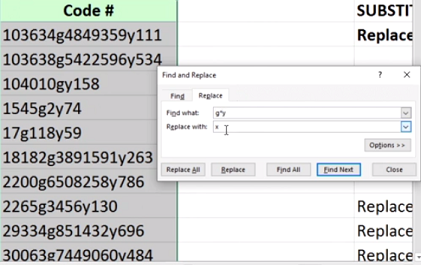 Code #
SUBSTIT
103634g4849359y111
Replace
103638g5422596y534
104010gy158
1545g2y74
17g118y59
18182g3891591y263
2200g6508258y786
2265g3456y130
Replace
29334g851432y696
Replace
30063g7449060y484
Replace
Find and Replace
? ×
Find
Replace
Find what:
g*y
Replace with:
x
Options >>
Replace All
Replace
Find All
Find Next
Close